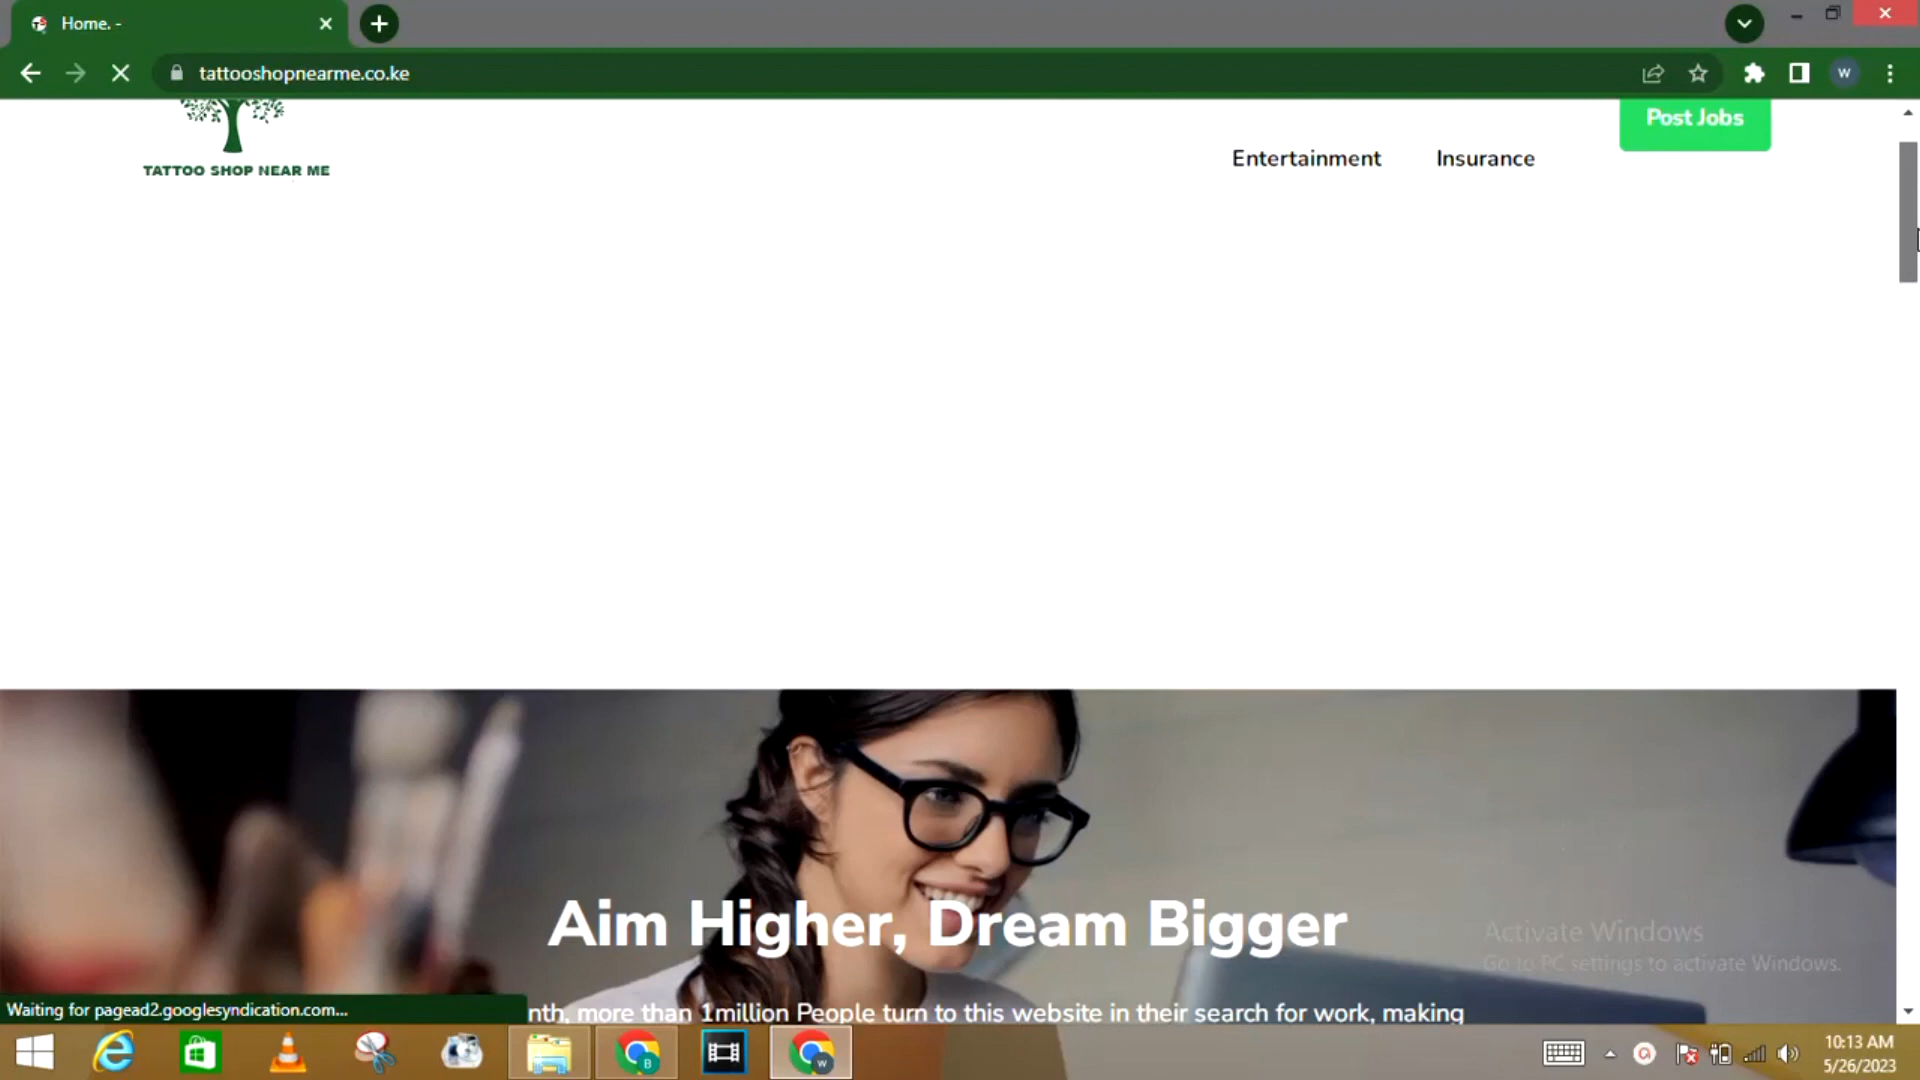 Home. -
tattooshopnearme.co.ke
W
Post Jobs
Entertainment
Insurance
TATTOO SHOP NEAR ME
Aim Higher, Dream Bigger
Activate Windows
Go to PC settings to activate Windows.
Waiting for pagead2.googlesyndication.com...
nth, more than 1million People turn to this website in their search for work, making
B
W
10:13 AM
5/26/2023